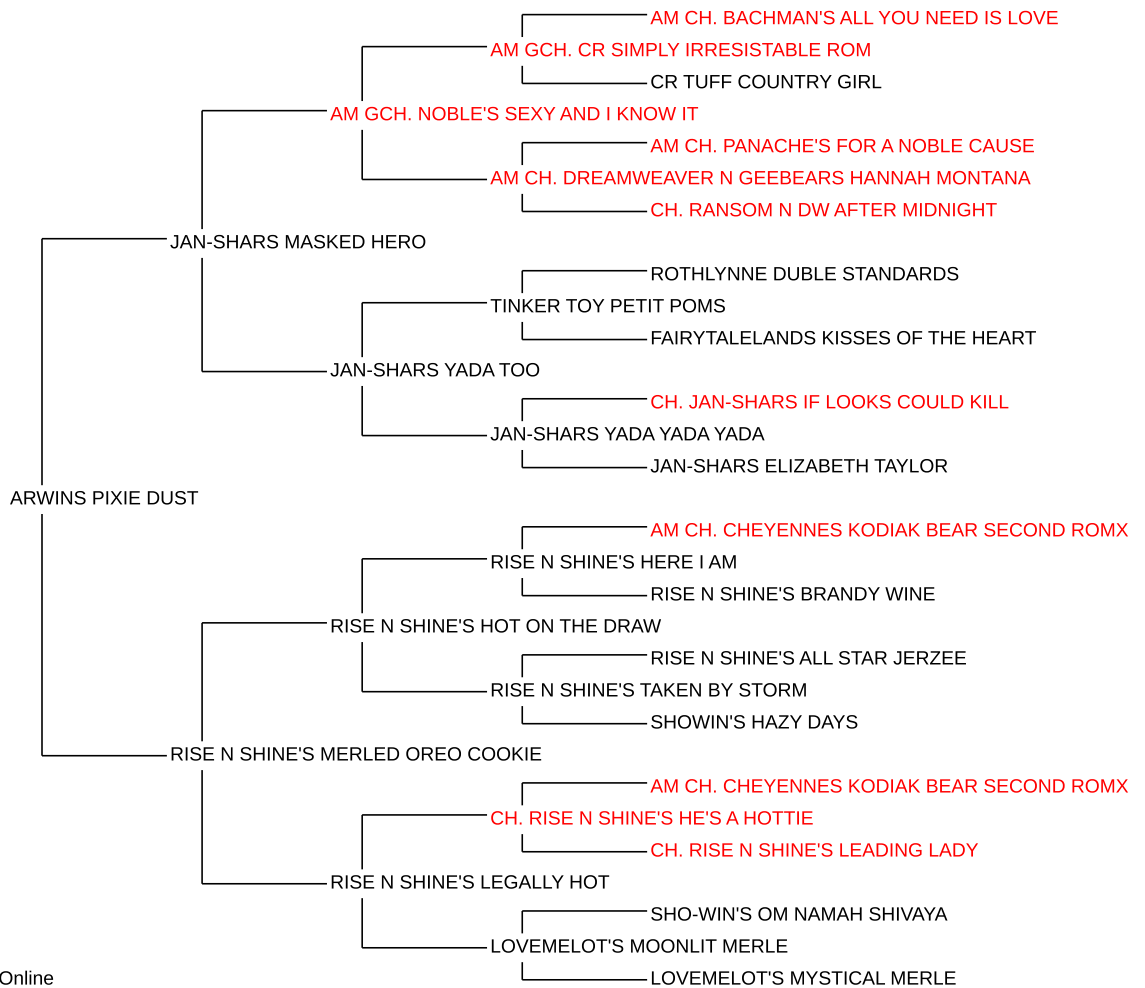 AM CH. BACHMAN'S ALL YOU NEED IS LOVE
AM GCH. CR SIMPLY IRRESISTABLE ROM
CR TUFF COUNTRY GIRL
AM GCH. NOBLE'S SEXY AND I KNOW IT
AM CH. PANACHE'S FOR A NOBLE CAUSE
AM CH. DREAMWEAVER N GEEBEARS HANNAH MONTANA
CH. RANSOM N DW AFTER MIDNIGHT
JAN-SHARS MASKED HERO
ROTHLYNNE DUBLE STANDARDS
TINKER TOY PETIT POMS
FAIRYTALELANDS KISSES OF THE HEART
JAN-SHARS YADA TOO
CH. JAN-SHARS IF LOOKS COULD KILL
JAN-SHARS YADA YADA YADA
JAN-SHARS ELIZABETH TAYLOR
ARWINS PIXIE DUST
AM CH. CHEYENNES KODIAK BEAR SECOND ROMX
RISE N SHINE'S HERE I AM
RISE N SHINE'S BRANDY WINE
RISE N SHINE'S HOT ON THE DRAW
RISE N SHINE'S ALL STAR JERZEE
RISE N SHINE'S TAKEN BY STORM
SHOWIN'S HAZY DAYS
RISE N SHINE'S MERLED OREO COOKIE
AM CH. CHEYENNES KODIAK BEAR SECOND ROMX
CH. RISE N SHINE'S HE'S A HOTTIE
CH. RISE N SHINE'S LEADING LADY
RISE N SHINE'S LEGALLY HOT
SHO-WIN'S OM NAMAH SHIVAYA
LOVEMELOT'S MOONLIT MERLE
LOVEMELOT'S MYSTICAL MERLE
Online